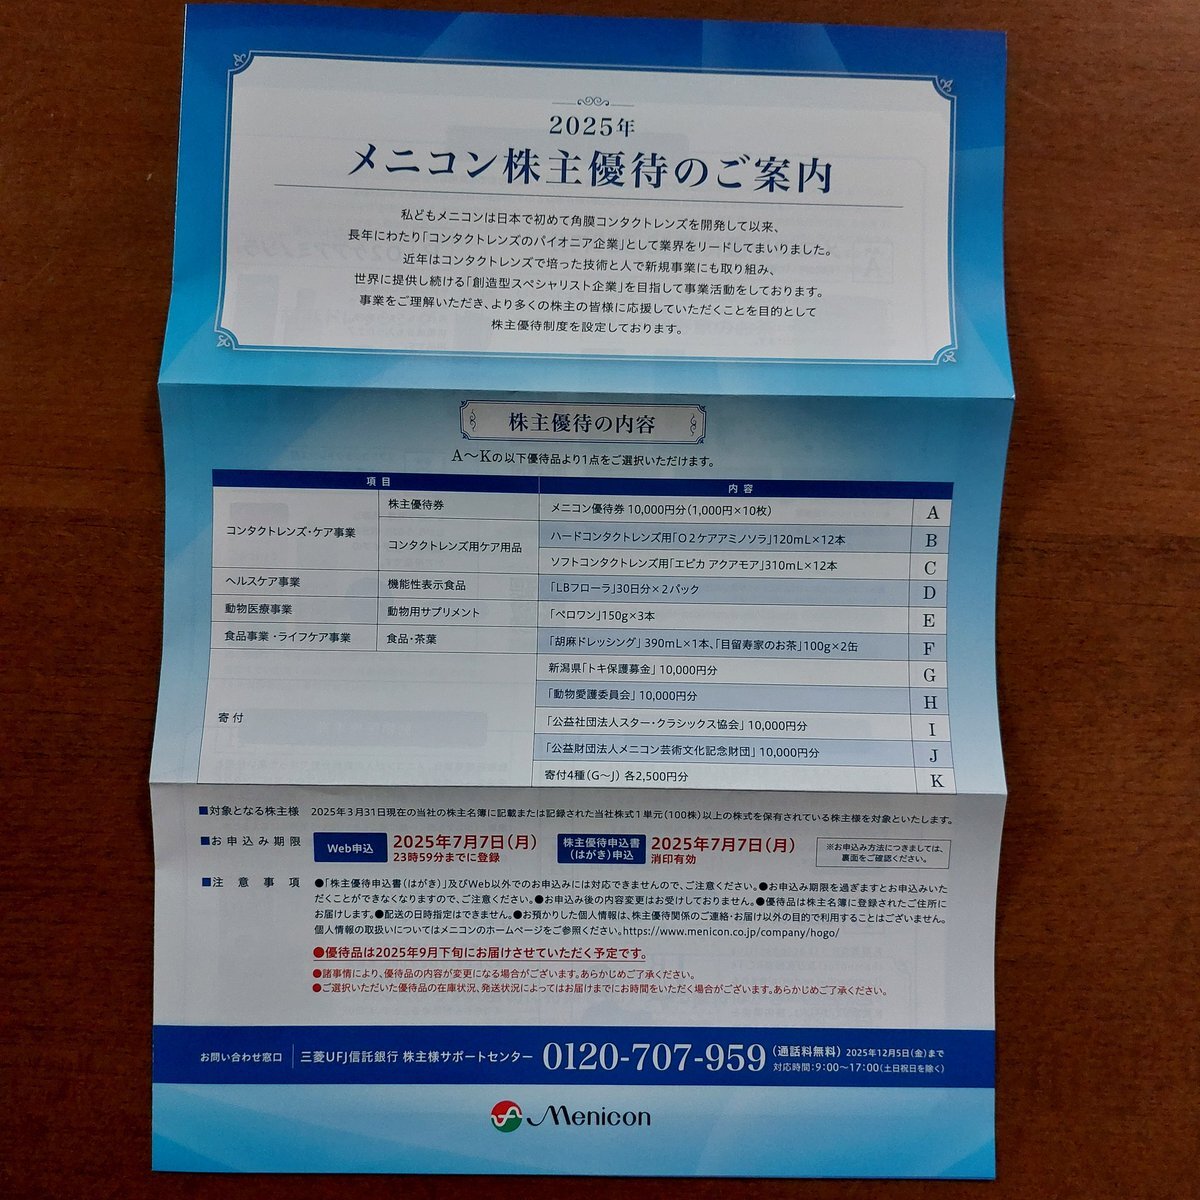 2025年
メニコン株主優待のご案内
私どもメニコンは日本で初めて角膜コンタクトレンズを開発して以来、
長年にわたり「コンタクトレンズのパイオニア企業」として業界をリードしてまいりました。
近年はコンタクトレンズで培った技術と人で新規事業にも取り組み、
世界に提供し続ける「創造型スペシャリスト企業」を目指して事業活動をしております。
事業をご理解いただき、より多くの株主の皆様に応援していただくことを目的として
株主優待制度を設定しております。
株主優待の内容
A〜Kの以下優待品より1点をご選択いただけます。
項目 内容
コンタクトレンズ・ケア事業 株主優待券 メニコン優待券 10,000円分(1,000円×10枚) A
コンタクトレンズ用ケア用品 ハードコンタクトレンズ用「O2ケアアミノソラ」120mL×12本 B
ソフトコンタクトレンズ用「エピカ アクアモア」310mL×12本 C
ヘルスケア事業 機能性表示食品 「LBフローラ」30日分×2パック D
動物医療事業 動物用サプリメント 「ペロワン」150g×3本 E
食品事業・ライフケア事業 食品・茶葉 「胡麻ドレッシング」390mL×1本、「目留寿家のお茶」100g×2缶 F
寄付 新潟県「トキ保護募金」10,000円分 G
「動物愛護委員会」10,000円分 H
「公益社団法人スター・クラシックス協会」10,000円分 I
「公益財団法人メニコン芸術文化記念財団」10,000円分 J
寄付4種(G〜J) 各2,500円分 K
■対象となる株主様 2025年3月31日現在の当社の株主名簿に記載または記録された当社株式1単元(100株)以上の株式を保有されている株主様を対象といたします。
■お申込み期限 Web申込 2025年7月7日(月) 23時59分までに登録 株主優待申込書(はがき)申込 2025年7月7日(月) 消印有効 ※お申込み方法につきましては、裏面をご確認ください。
■注意事項 ●「株主優待申込書(はがき)」及びWeb以外でのお申込みには対応できませんので、ご注意ください。●お申込み期限を過ぎますとお申込みいた
だくことができなくなりますので、ご注意ください。●お申込み後の内容変更はお受けしておりません。●優待品は株主名簿に登録されたご住所に
お届けします。●配送の日時指定はできません。●お預かりした個人情報は、株主優待関係のご連絡・お届け以外の目的で利用することはございません。
個人情報の取扱いについてはメニコンのホームページをご参照ください。https://www.menicon.co.jp/company/hogo/
●優待品は2025年9月下旬にお届けさせていただく予定です。
●諸事情により、優待品の内容が変更になる場合がございます。あらかじめご了承ください。
●ご選択いただいた優待品の在庫状況、発送状況によってはお届けまでにお時間をいただく場合がございます。あらかじめご了承ください。
お問い合わせ窓口 三菱UFJ信託銀行 株主様サポートセンター 0120-707-959 (通話料無料) 2025年12月5日(金)まで
対応時間:9:00〜17:00(土日祝日を除く)
Menicon